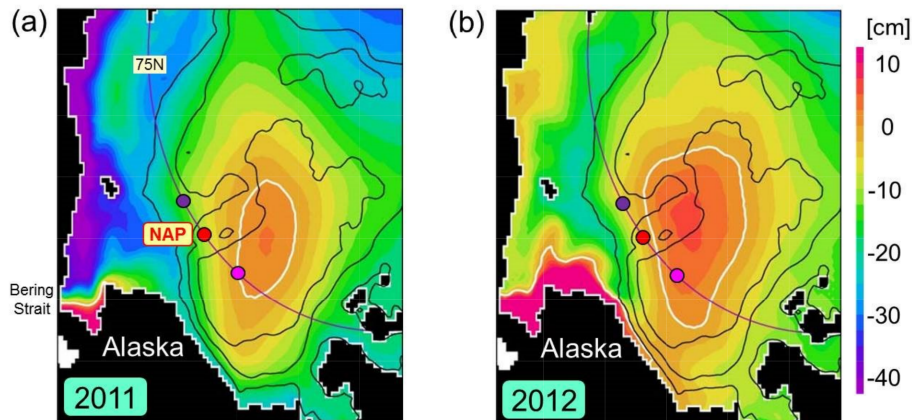 (a)
75N
NAP
Bering
Strait
Alaska
2011
(b)
Alaska
2012
[cm]
10
0
-10
-20
-30
-40